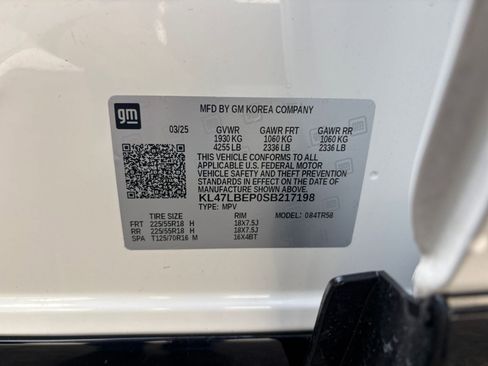 gm
MFD BY GM KOREA COMPANY
03/25 GVWR GAWR FRT GAWR RR
1930 KG 1060 KG 1060 KG
4255 LB 2336 LB 2336 LB
THIS VEHICLE CONFORMS TO ALL
APPLICABLE U.S. FEDERAL MOTOR
VEHICLE SAFETY AND THEFT PREVENTION
STANDARDS IN EFFECT ON THE DATE OF
MANUFACTURE SHOWN ABOVE.
KL47LBEP0SB217198
TYPE: MPV MODEL: 084TR58
TIRE SIZE RIM
FRT 225/55R18 H 18X7.5J
RR 225/55R18 H 18X7.5J
SPA T125/70R16 M 16X4BT